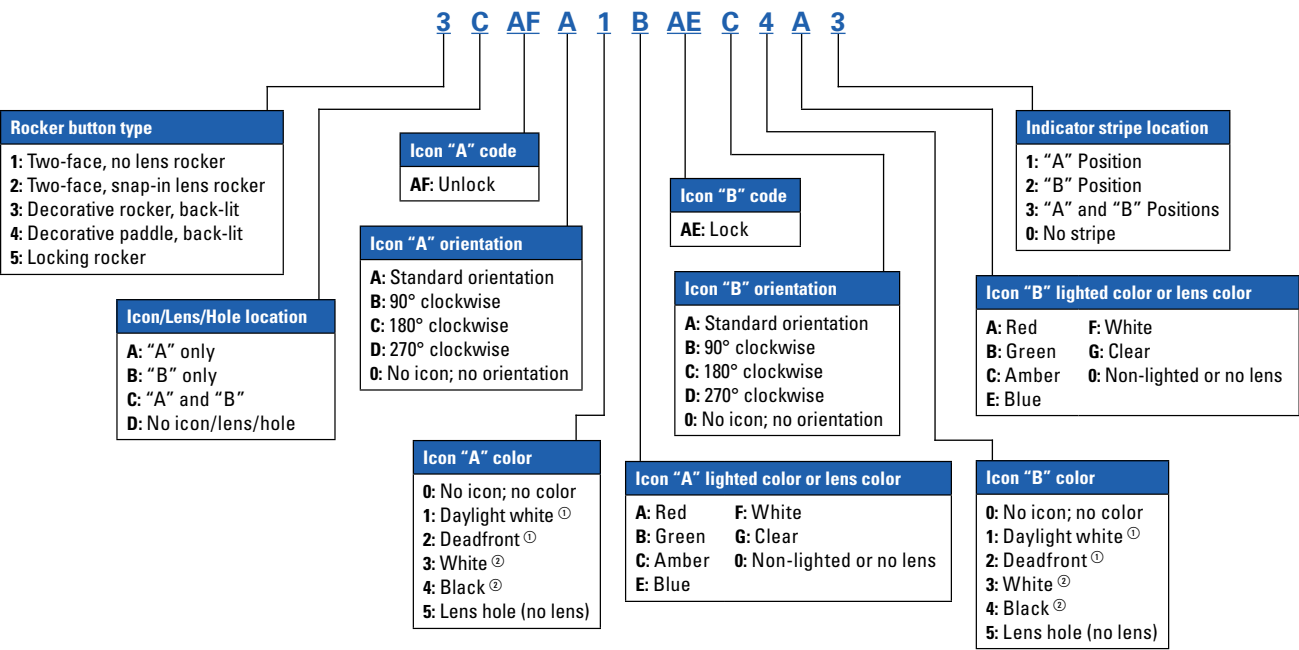 3 C AF A 1 B AE C 4 A 3
Rocker button type
1: Two-face, no lens rocker
2: Two-face, snap-in lens rocker
3: Decorative rocker, back-lit
4: Decorative paddle, back-lit
5: Locking rocker
Icon/Lens/Hole location
A: “A” only
B: “B” only
C: “A” and “B”
D: No icon/lens/hole
Icon “A” code
AF: Unlock
Icon “A” orientation
A: Standard orientation
B: 90° clockwise
C: 180° clockwise
D: 270° clockwise
0: No icon; no orientation
Icon “A” color
0: No icon; no color
1: Daylight white ①
2: Deadfront ①
3: White ②
4: Black ②
5: Lens hole (no lens)
Icon “A” lighted color or lens color
A: Red F: White
B: Green G: Clear
C: Amber 0: Non-lighted or no lens
E: Blue
Icon “B” code
AE: Lock
Icon “B” orientation
A: Standard orientation
B: 90° clockwise
C: 180° clockwise
D: 270° clockwise
0: No icon; no orientation
Icon “B” color
0: No icon; no color
1: Daylight white ①
2: Deadfront ①
3: White ②
4: Black ②
5: Lens hole (no lens)
Icon “B” lighted color or lens color
A: Red F: White
B: Green G: Clear
C: Amber 0: Non-lighted or no lens
E: Blue
Indicator stripe location
1: “A” Position
2: “B” Position
3: “A” and “B” Positions
0: No stripe